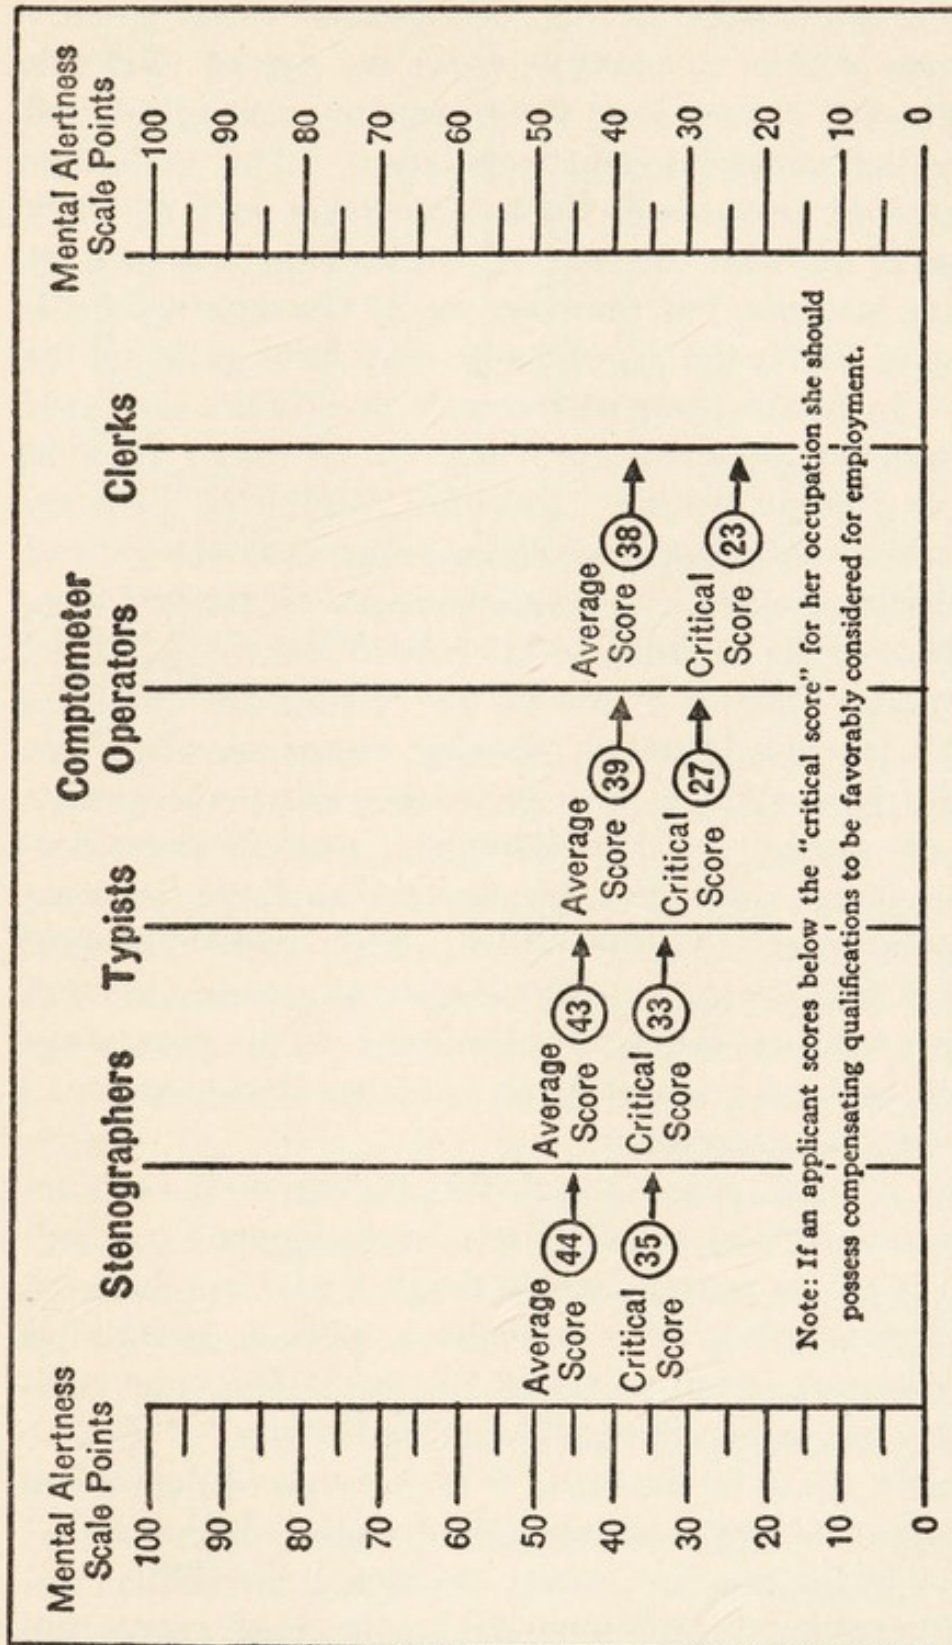 Mental Alertness
Scale Points
Stenographers
Typists
Comptometer
Operators
Clerks
Mental Alertness
Scale Points
100
90
80
70
60
50
40
30
20
10
0
Average
Score 44
Critical
Score 35
Average
Score 43
Critical
Score 33
Average
Score 39
Critical
Score 27
Average
Score 38
Critical
Score 23
100
90
80
70
60
50
40
30
20
10
0
Note: If an applicant scores below the "critical score" for her occupation she should
possess compensating qualifications to be favorably considered for employment.